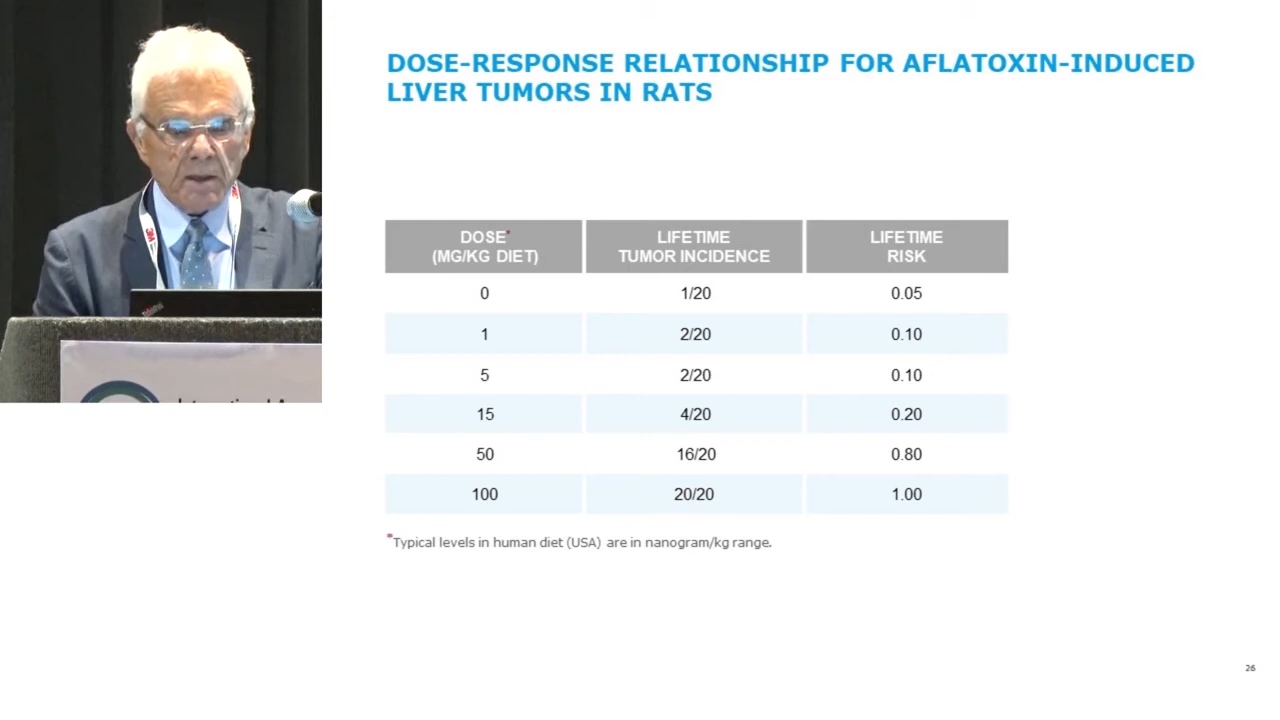 DOSE-RESPONSE RELATIONSHIP FOR AFLATOXIN-INDUCED
LIVER TUMORS IN RATS
DOSE* LIFETIME LIFETIME
(MG/KG DIET) TUMOR INCIDENCE RISK
0 1/20 0.05
1 2/20 0.10
5 2/20 0.10
15 4/20 0.20
50 16/20 0.80
100 20/20 1.00
*Typical levels in human diet (USA) are in nanogram/kg range.
26
3M